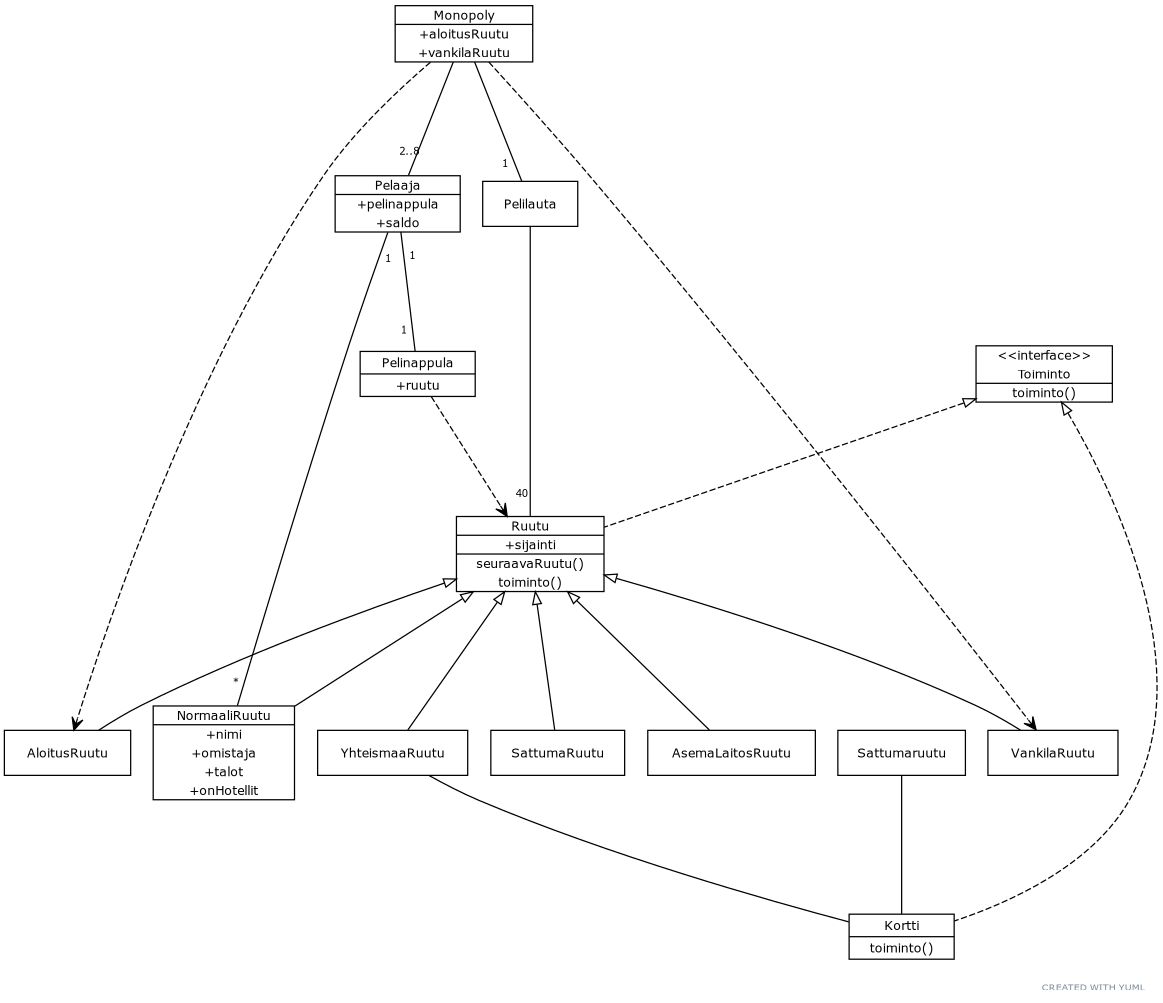 Monopoly
+aloitusRuutu
+vankilaRuutu
2..8
1
Pelaaja
+pelinappula
+saldo
Pelilauta
1
1
1
Pelinappula
+ruutu
<<interface>>
Toiminto
toiminto()
40
Ruutu
+sijainti
seuraavaRuutu()
toiminto()
*
AloitusRuutu
NormaaliRuutu
+nimi
+omistaja
+talot
+onHotellit
YhteismaaRuutu
SattumaRuutu
AsemaLaitosRuutu
Sattumaruutu
VankilaRuutu
Kortti
toiminto()
CREATED WITH YUML